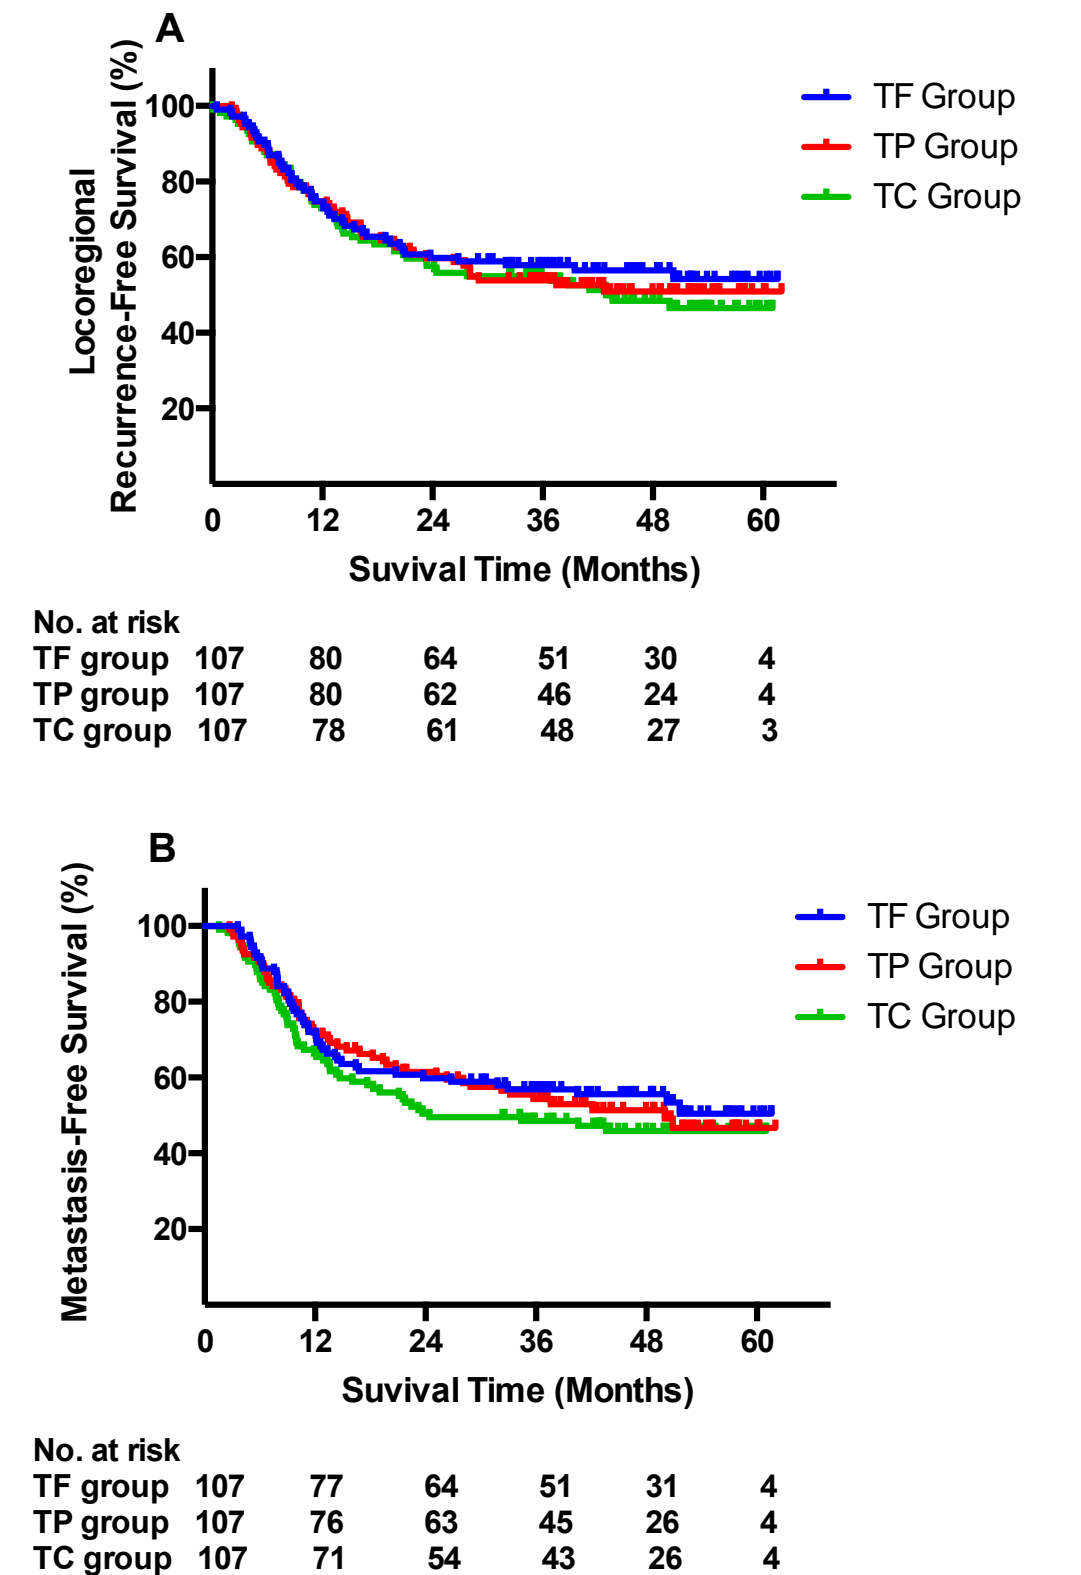 A
Locoregional
Recurrence-Free Survival (%)
100
80
60
40
20
0 12 24 36 48 60
Suvival Time (Months)
TF Group
TP Group
TC Group
No. at risk
TF group 107 80 64 51 30 4
TP group 107 80 62 46 24 4
TC group 107 78 61 48 27 3
B
Metastasis-Free Survival (%)
100
80
60
40
20
0 12 24 36 48 60
Suvival Time (Months)
TF Group
TP Group
TC Group
No. at risk
TF group 107 77 64 51 31 4
TP group 107 76 63 45 26 4
TC group 107 71 54 43 26 4